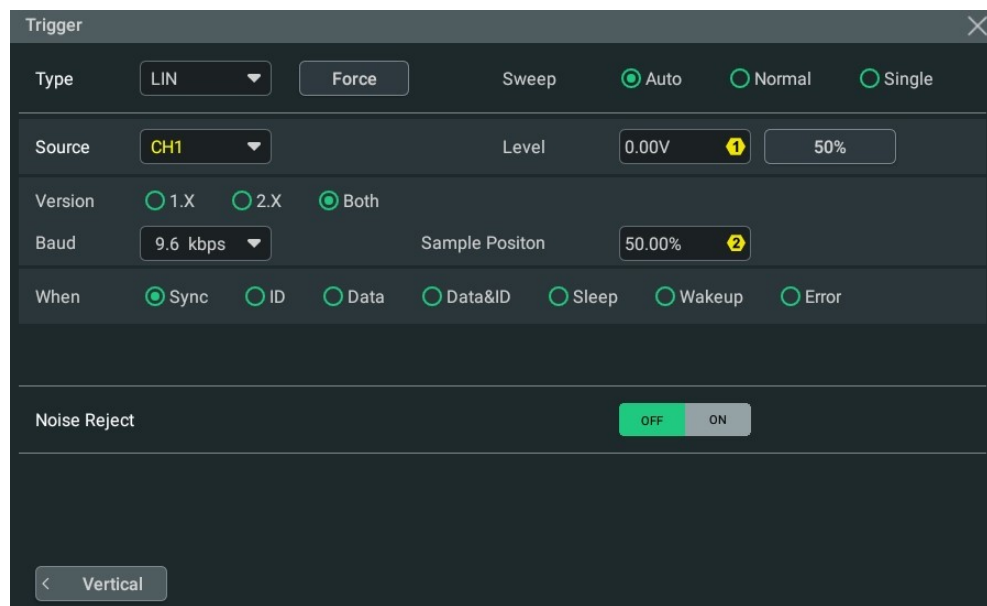 Trigger
Type LIN Force Sweep Auto Normal Single
Source CH1 Level 0.00V 1 50%
Version 1.X 2.X Both
Baud 9.6 kbps Sample Positon 50.00% 2
When Sync ID Data Data&ID Sleep Wakeup Error
Noise Reject OFF ON
< Vertical